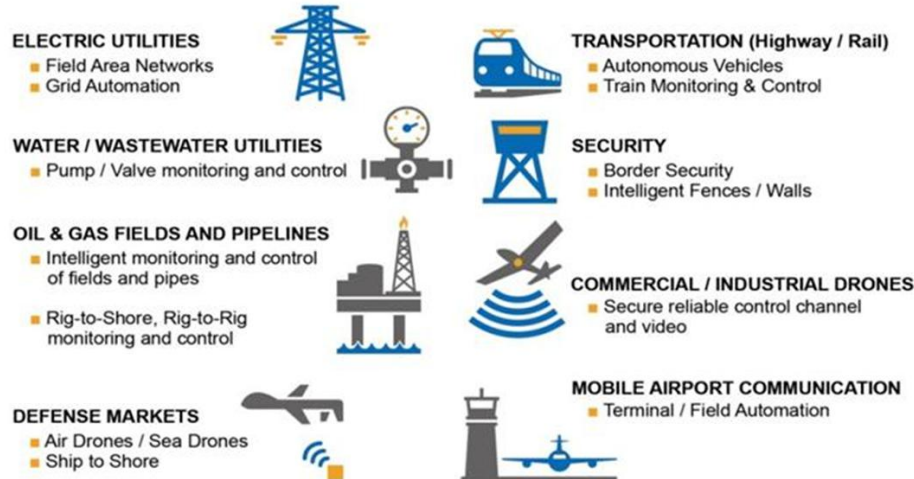 ELECTRIC UTILITIES
Field Area Networks
Grid Automation
WATER / WASTEWATER UTILITIES
Pump / Valve monitoring and control
OIL & GAS FIELDS AND PIPELINES
Intelligent monitoring and control
of fields and pipes
Rig-to-Shore, Rig-to-Rig
monitoring and control
DEFENSE MARKETS
Air Drones / Sea Drones
Ship to Shore
TRANSPORTATION (Highway / Rail)
Autonomous Vehicles
Train Monitoring & Control
SECURITY
Border Security
Intelligent Fences / Walls
COMMERCIAL / INDUSTRIAL DRONES
Secure reliable control channel
and video
MOBILE AIRPORT COMMUNICATION
Terminal / Field Automation